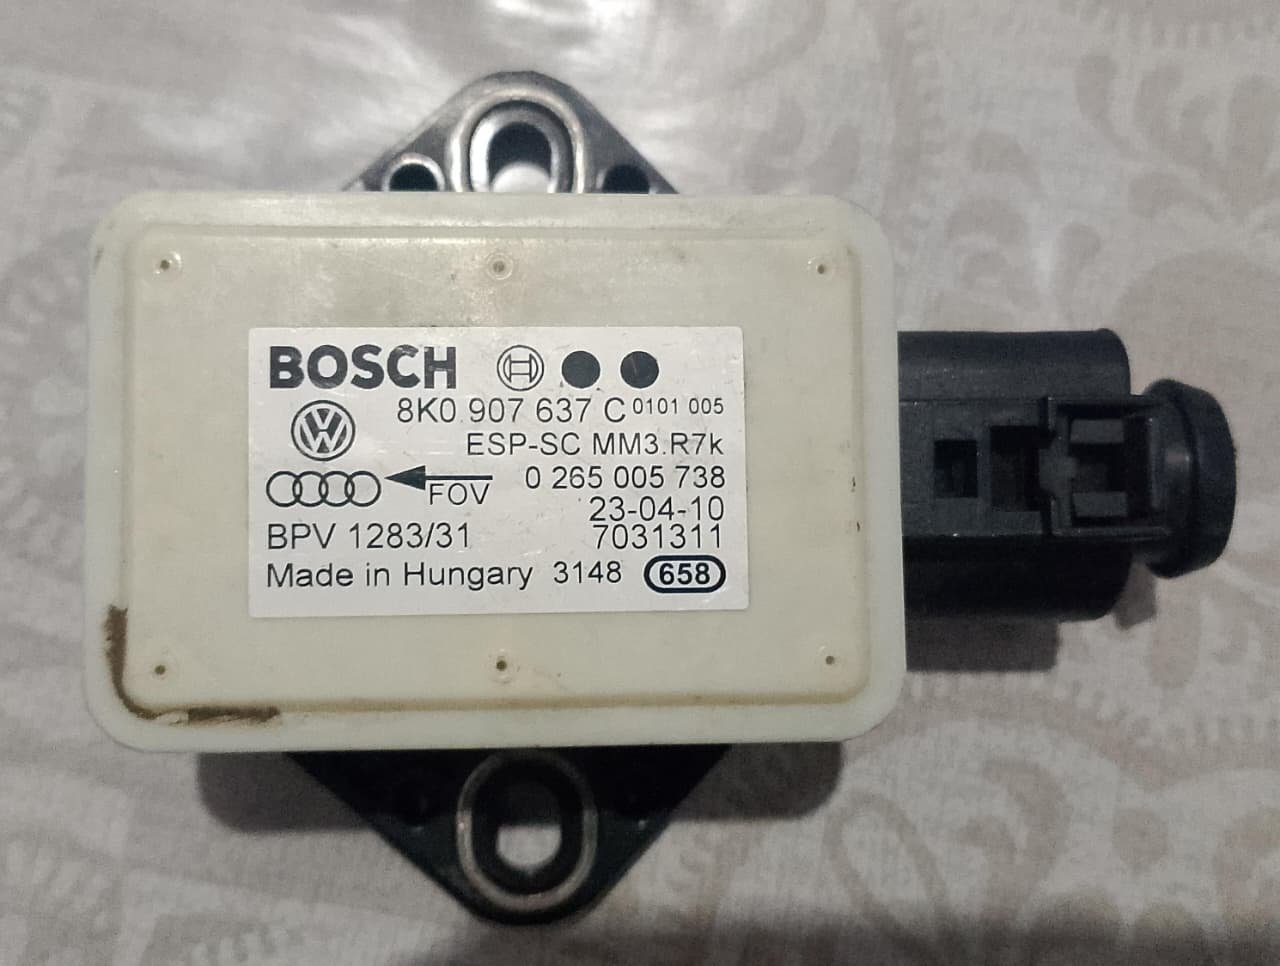 BOSCH
8K0 907 637 C 0101 005
ESP-SC MM3.R7k
FOV 0 265 005 738
23-04-10
BPV 1283/31 7031311
Made in Hungary 3148 658